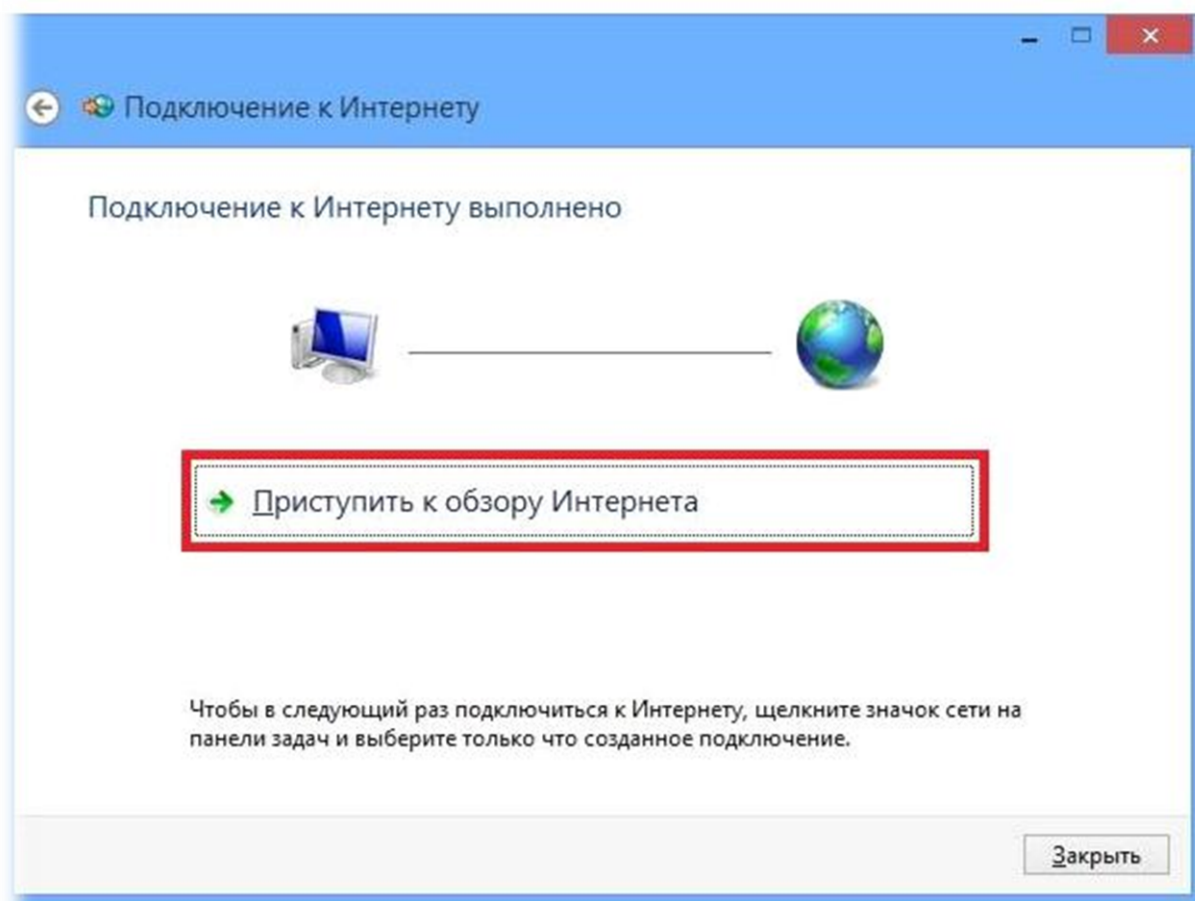 Подключение к Интернету
Подключение к Интернету выполнено
Приступить к обзору Интернета
Чтобы в следующий раз подключиться к Интернету, щелкните значок сети на
панели задач и выберите только что созданное подключение.
Закрыть